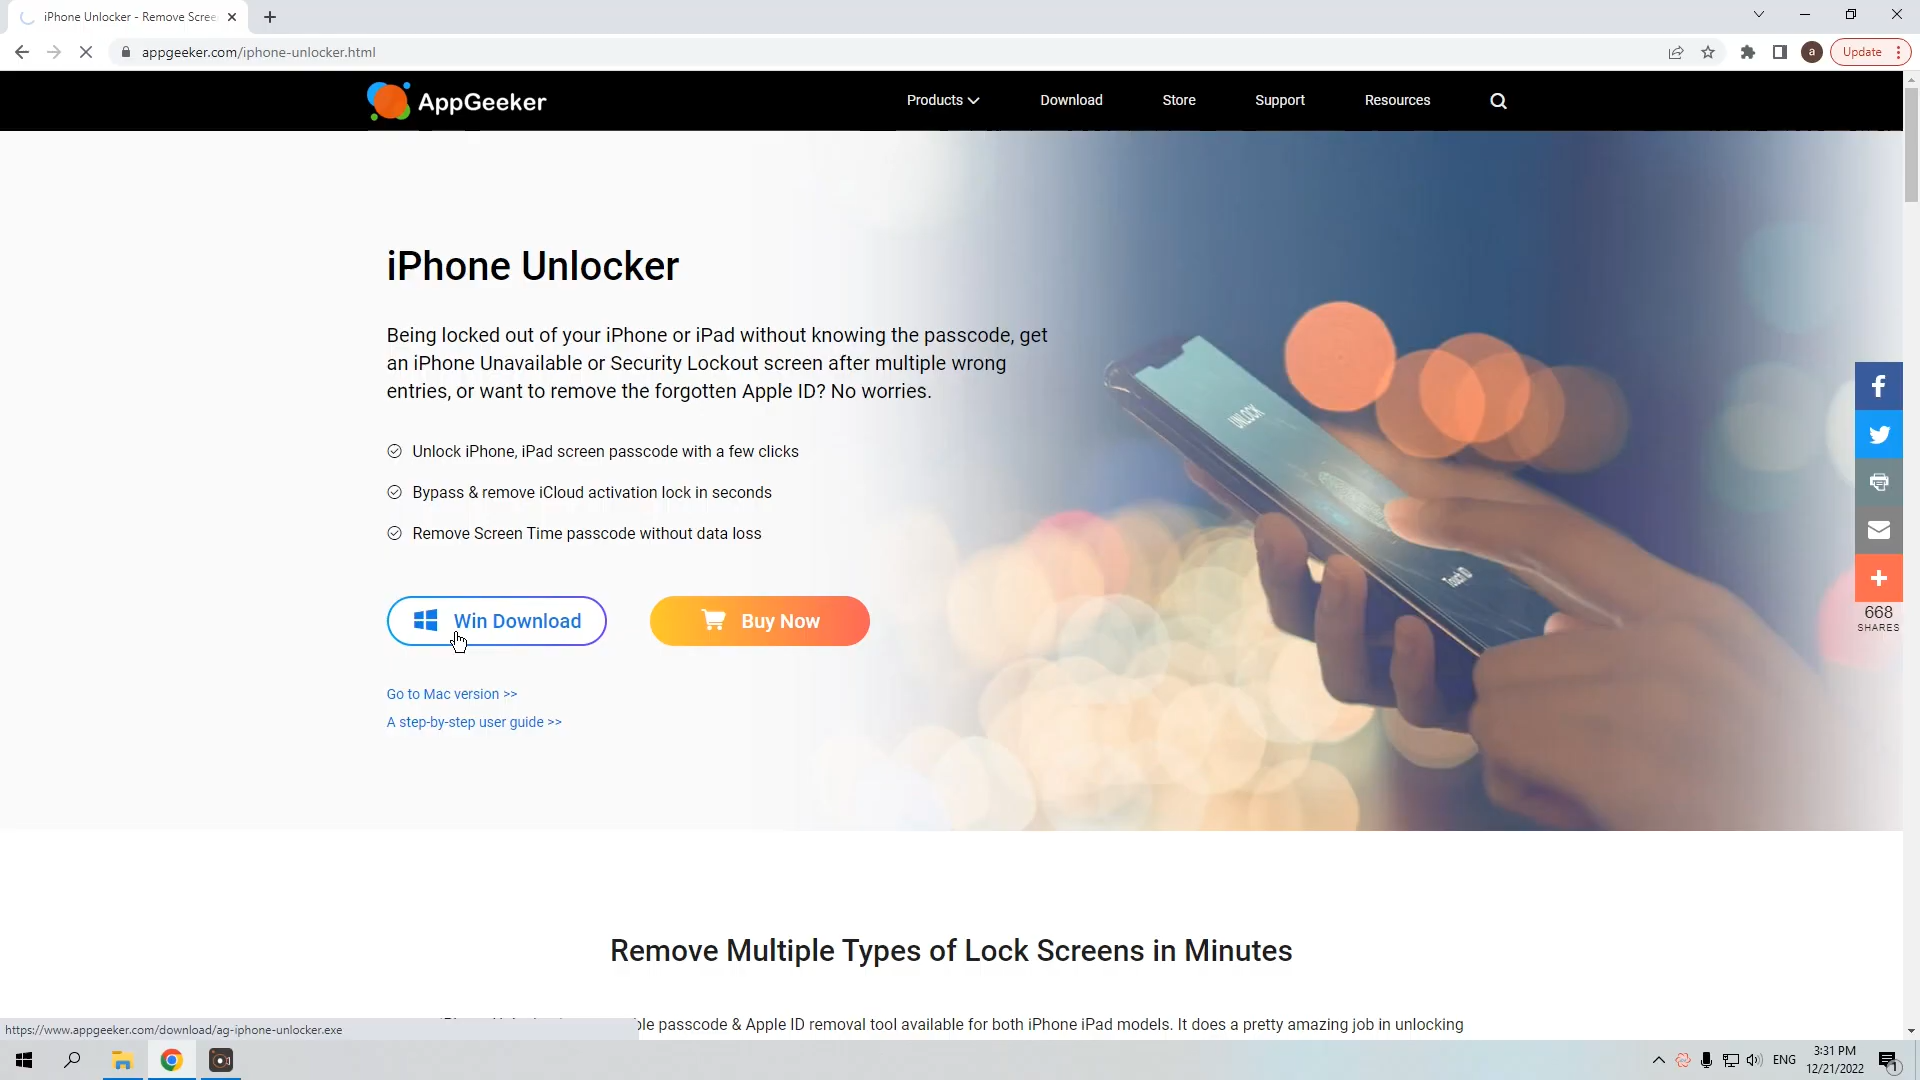 iPhone Unlocker - Remove Scree
appgeeker.com/iphone-unlocker.html
a
Update
AppGeeker
Products
Download
Store
Support
Resources
iPhone Unlocker
Being locked out of your iPhone or iPad without knowing the passcode, get
an iPhone Unavailable or Security Lockout screen after multiple wrong
entries, or want to remove the forgotten Apple ID? No worries.
UNLOCK
Unlock iPhone, iPad screen passcode with a few clicks
Bypass & remove iCloud activation lock in seconds
Remove Screen Time passcode without data loss
Touch ID
Win Download
Buy Now
668
SHARES
Go to Mac version >>
A step-by-step user guide >>
Remove Multiple Types of Lock Screens in Minutes
passcode & Apple ID removal tool available for both iPhone iPad models. It does a pretty amazing job in unlocking
https://www.appgeeker.com/download/ag-iphone-unlocker.exe
ENG
3:31 PM
12/21/2022
1